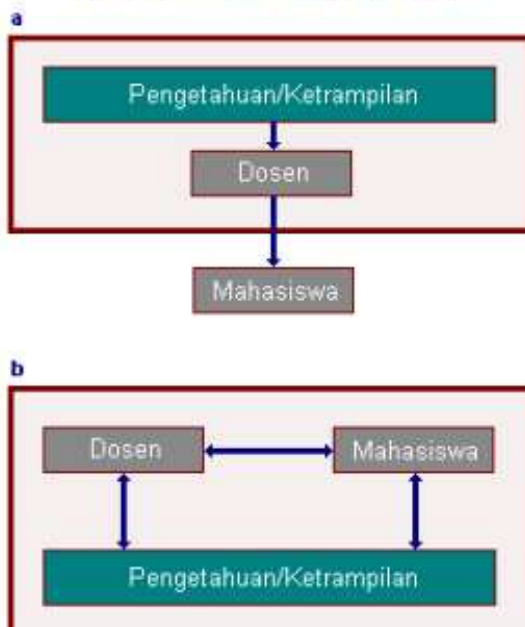 a
Pengetahuan/Ketrampilan
Dosen
Mahasiswa
b
Dosen
Mahasiswa
Pengetahuan/Ketrampilan